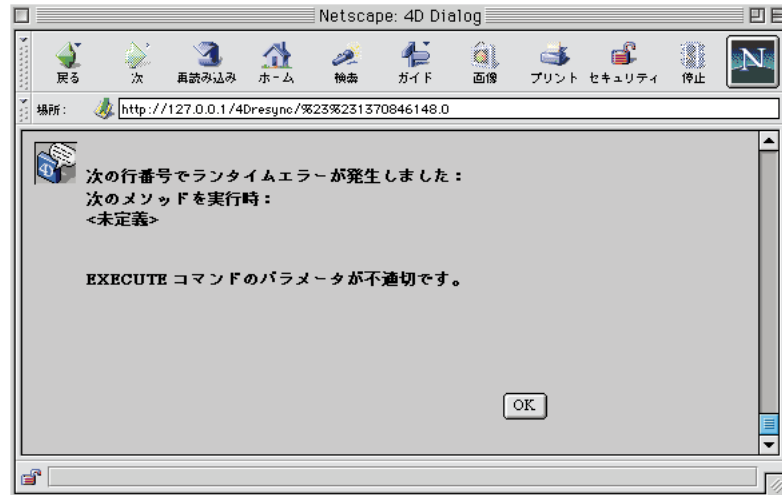 Netscape: 4D Dialog
戻る 次 再読み込み ホーム 検索 ガイド 画像 プリント セキュリティ 停止 N
場所: http://127.0.0.1/4Dresync/%23%231370846148.0
4D
次の行番号でランタイムエラーが発生しました:
次のメソッドを実行時:
<未定義>
EXECUTE コマンドのパラメータが不適切です。
OK